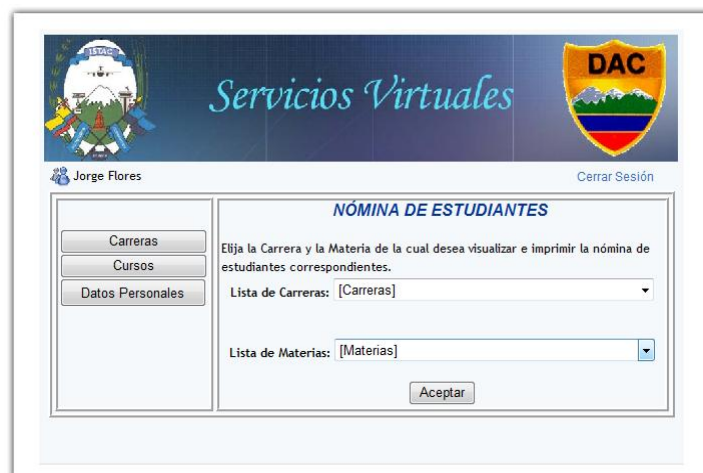 ISTAC
Servicios Virtuales
DAC
Jorge Flores
Cerrar Sesión
NÓMINA DE ESTUDIANTES
Carreras
Cursos
Datos Personales
Elija la Carrera y la Materia de la cual desea visualizar e imprimir la nómina de
estudiantes correspondientes.
Lista de Carreras: [Carreras]
Lista de Materias: [Materias]
Aceptar